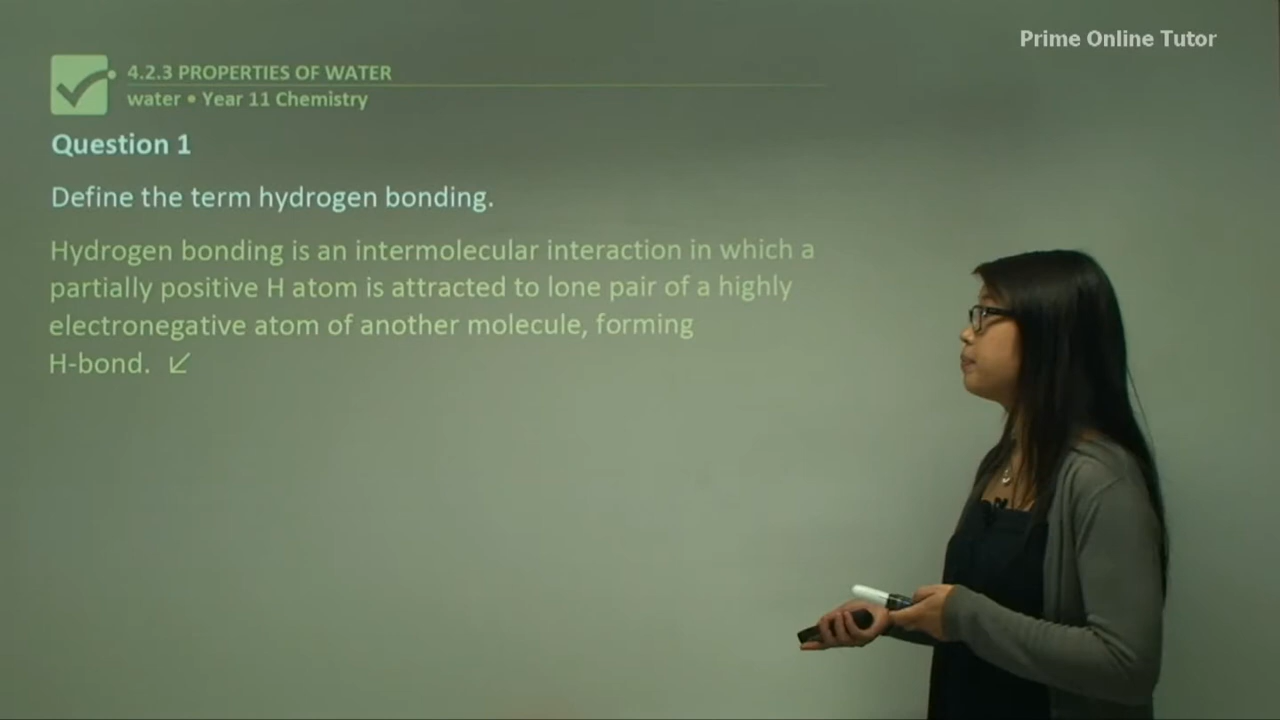 Prime Online Tutor
4.2.3 PROPERTIES OF WATER
water • Year 11 Chemistry
Question 1
Define the term hydrogen bonding.
Hydrogen bonding is an intermolecular interaction in which a
partially positive H atom is attracted to lone pair of a highly
electronegative atom of another molecule, forming
H-bond. ↙